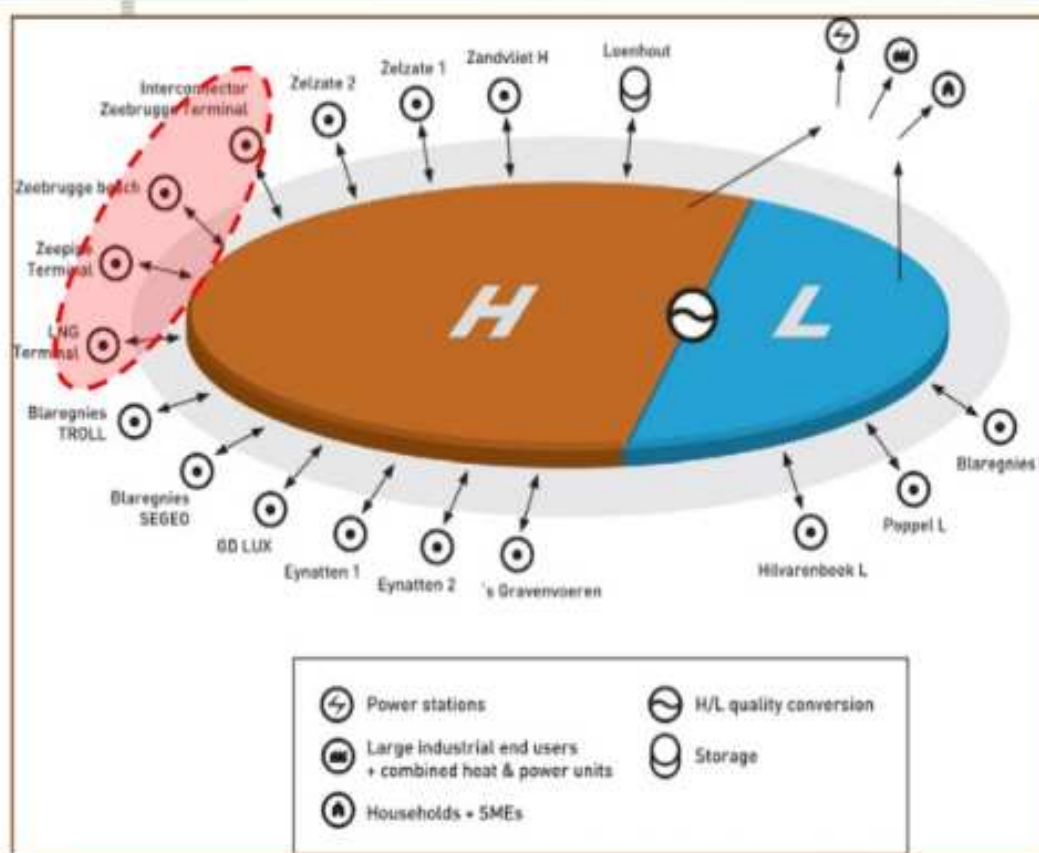 Interconnector
Zeebrugge Terminal
Zelzate 2
Zelzate 1
Zandvliet H
Loenhout
Zeebrugge beach
Zeepipe
Terminal
LNG
Terminal
Blaregnies
TROLL
Blaregnies
SEGEO
GD LUX
Eynatten 1
Eynatten 2
's Gravenvoeren
H
L
Hilvarenbeek L
Poppel L
Blaregnies
Power stations
Large industrial end users
+ combined heat & power units
Households + SMEs
H/L quality conversion
Storage